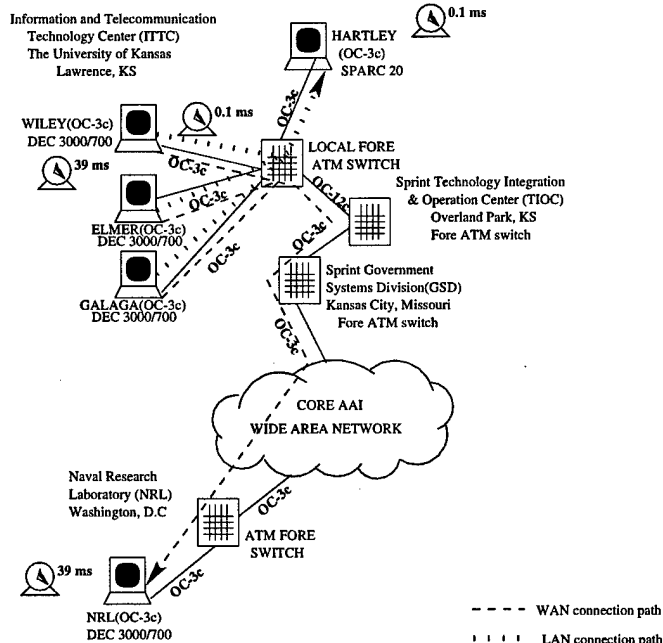 Information and Telecommunication
Technology Center (ITTC)
The University of Kansas
Lawrence, KS
HARTLEY
(OC-3c)
SPARC 20
0.1 ms
OC-3c
WILEY(OC-3c)
DEC 3000/700
0.1 ms
39 ms
OC-3c
LOCAL FORE
ATM SWITCH
ELMER(OC-3c)
DEC 3000/700
OC-3c
OC-12c
Sprint Technology Integration
& Operation Center (TIOC)
Overland Park, KS
Fore ATM switch
GALAGA(OC-3c)
DEC 3000/700
OC-3c
OC-3c
Sprint Government
Systems Division(GSD)
Kansas City, Missouri
Fore ATM switch
OC-3c
CORE AAI
WIDE AREA NETWORK
Naval Research
Laboratory (NRL)
Washington, D.C
OC-3c
ATM FORE
SWITCH
39 ms
OC-3c
NRL(OC-3c)
DEC 3000/700
WAN connection path
LAN connection path